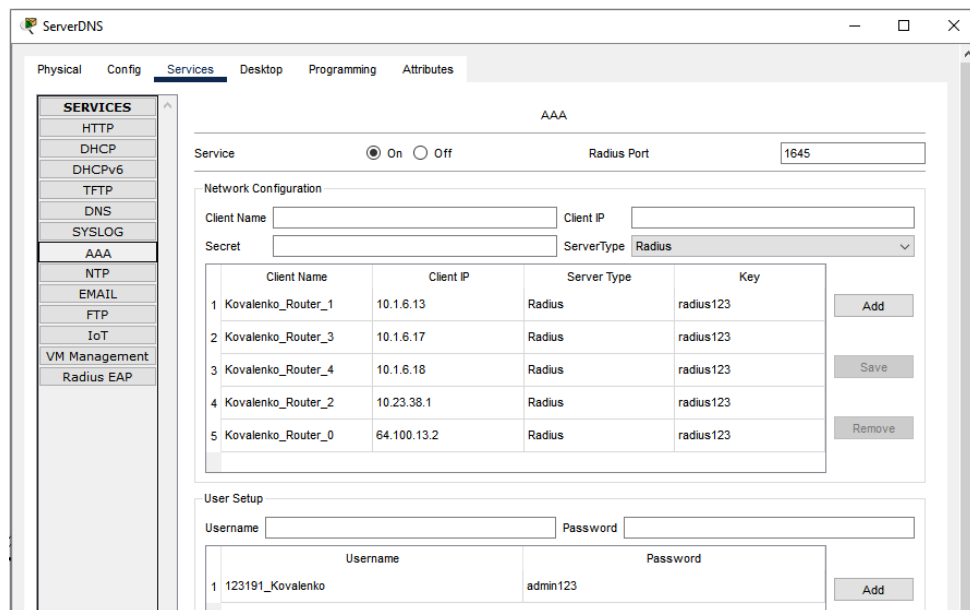 ServerDNS
Physical Config Services Desktop Programming Attributes
SERVICES
HTTP
DHCP
DHCPv6
TFTP
DNS
SYSLOG
AAA
NTP
EMAIL
FTP
IoT
VM Management
Radius EAP
AAA
Service On Off Radius Port 1645
Network Configuration
Client Name Client IP
Secret ServerType Radius
Client Name Client IP Server Type Key
1 Kovalenko_Router_1 10.1.6.13 Radius radius123
2 Kovalenko_Router_3 10.1.6.17 Radius radius123
3 Kovalenko_Router_4 10.1.6.18 Radius radius123
4 Kovalenko_Router_2 10.23.38.1 Radius radius123
5 Kovalenko_Router_0 64.100.13.2 Radius radius123
Add
Save
Remove
User Setup
Username Password
Username Password
1 123191_Kovalenko admin123
Add